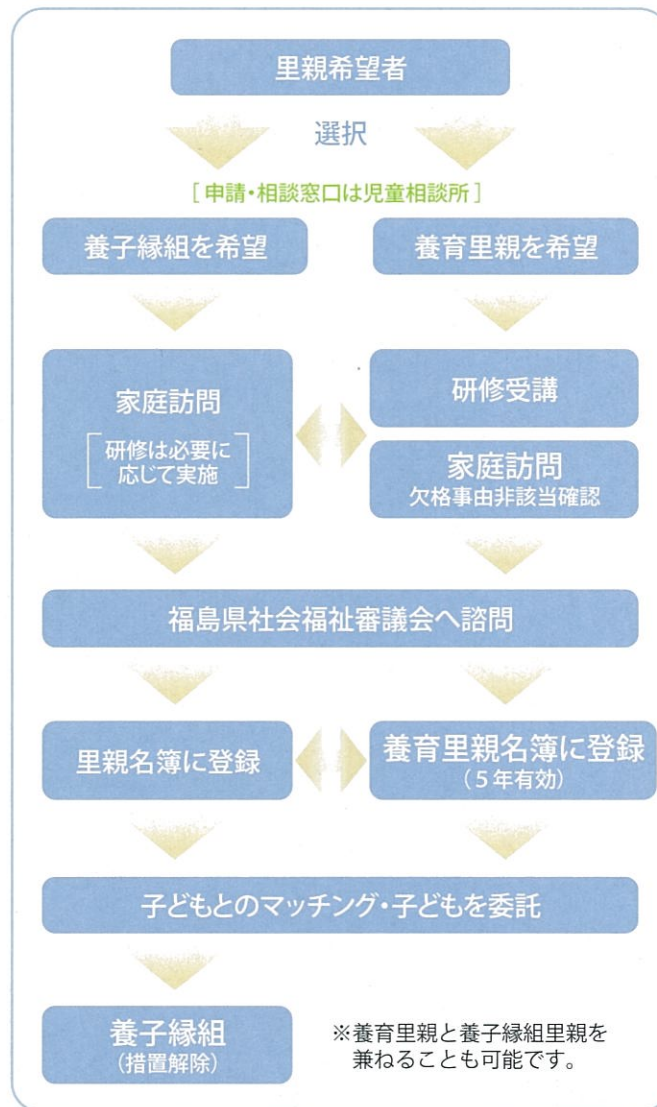 里親希望者
選択
[ 申請・相談窓口は児童相談所 ]
養子縁組を希望
養育里親を希望
家庭訪問
研修は必要に
応じて実施
研修受講
家庭訪問
欠格事由非該当確認
福島県社会福祉審議会へ諮問
里親名簿に登録
養育里親名簿に登録
(5年有効)
子どもとのマッチング・子どもを委託
養子縁組
(措置解除)
※養育里親と養子縁組里親を
兼ねることも可能です。